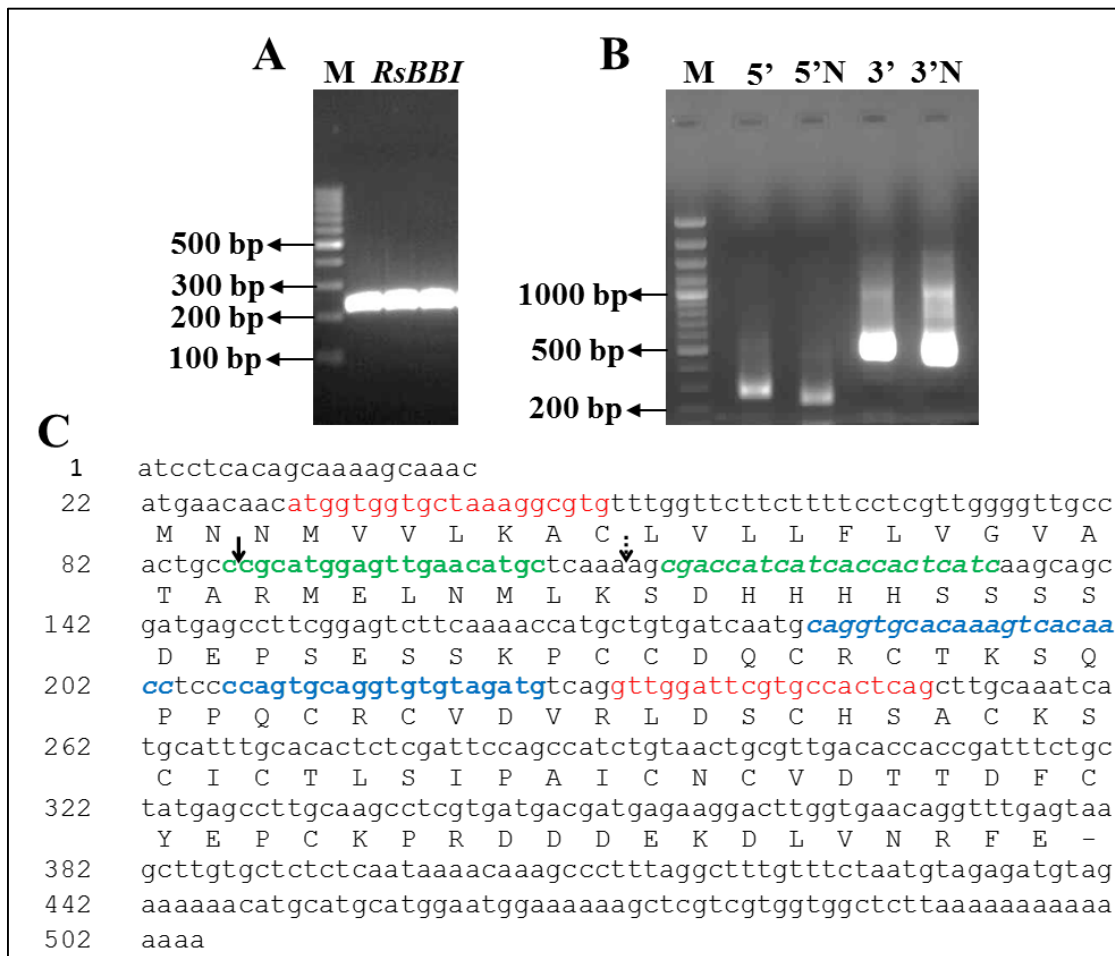 A
B
M RsBBI
M 5' 5'N 3' 3'N
500 bp
300 bp
200 bp
100 bp
1000 bp
500 bp
200 bp
C
1 atcctcacagcaaaagcaaac
22 atgaacaacatggtggtgctaaaggcgtgtttggttcttcttttcctcgttggggttgcc
M N N M V V L K A C L V L L F L V G V A
82 actgcccgcatggagttgaacatgctcaaaagcgaccatcatcaccactcatcaagcagc
T A R M E L N M L K S D H H H H S S S S
142 gatgagccttcggagtcttcaaaaccatgctgtgatcaatgcaggtgcacaaagtcacaa
D E P S E S S K P C C D Q C R C T K S Q
202 cctccccagtgcaggtgtgtagatgtcaggttggattcgtgccactcagcttgcaaatca
P P Q C R C V D V R L D S C H S A C K S
262 tgcatttgcacactctcgattccagccatctgtaactgcgttgacaccaccgatttctgc
C I C T L S I P A I C N C V D T T D F C
322 tatgagccttgcaagcctcgtgatgacgatgagaaggacttggtgaacaggtttgagtaa
Y E P C K P R D D D E K D L V N R F E –
382 gcttgtgctctctcaataaaacaaagccctttaggctttgtttctaatgtagagatgtag
442 aaaaaacatgcatgcatggaatggaaaaaagctcgtcgtggtggctcttaaaaaaaaaaa
502 aaaa